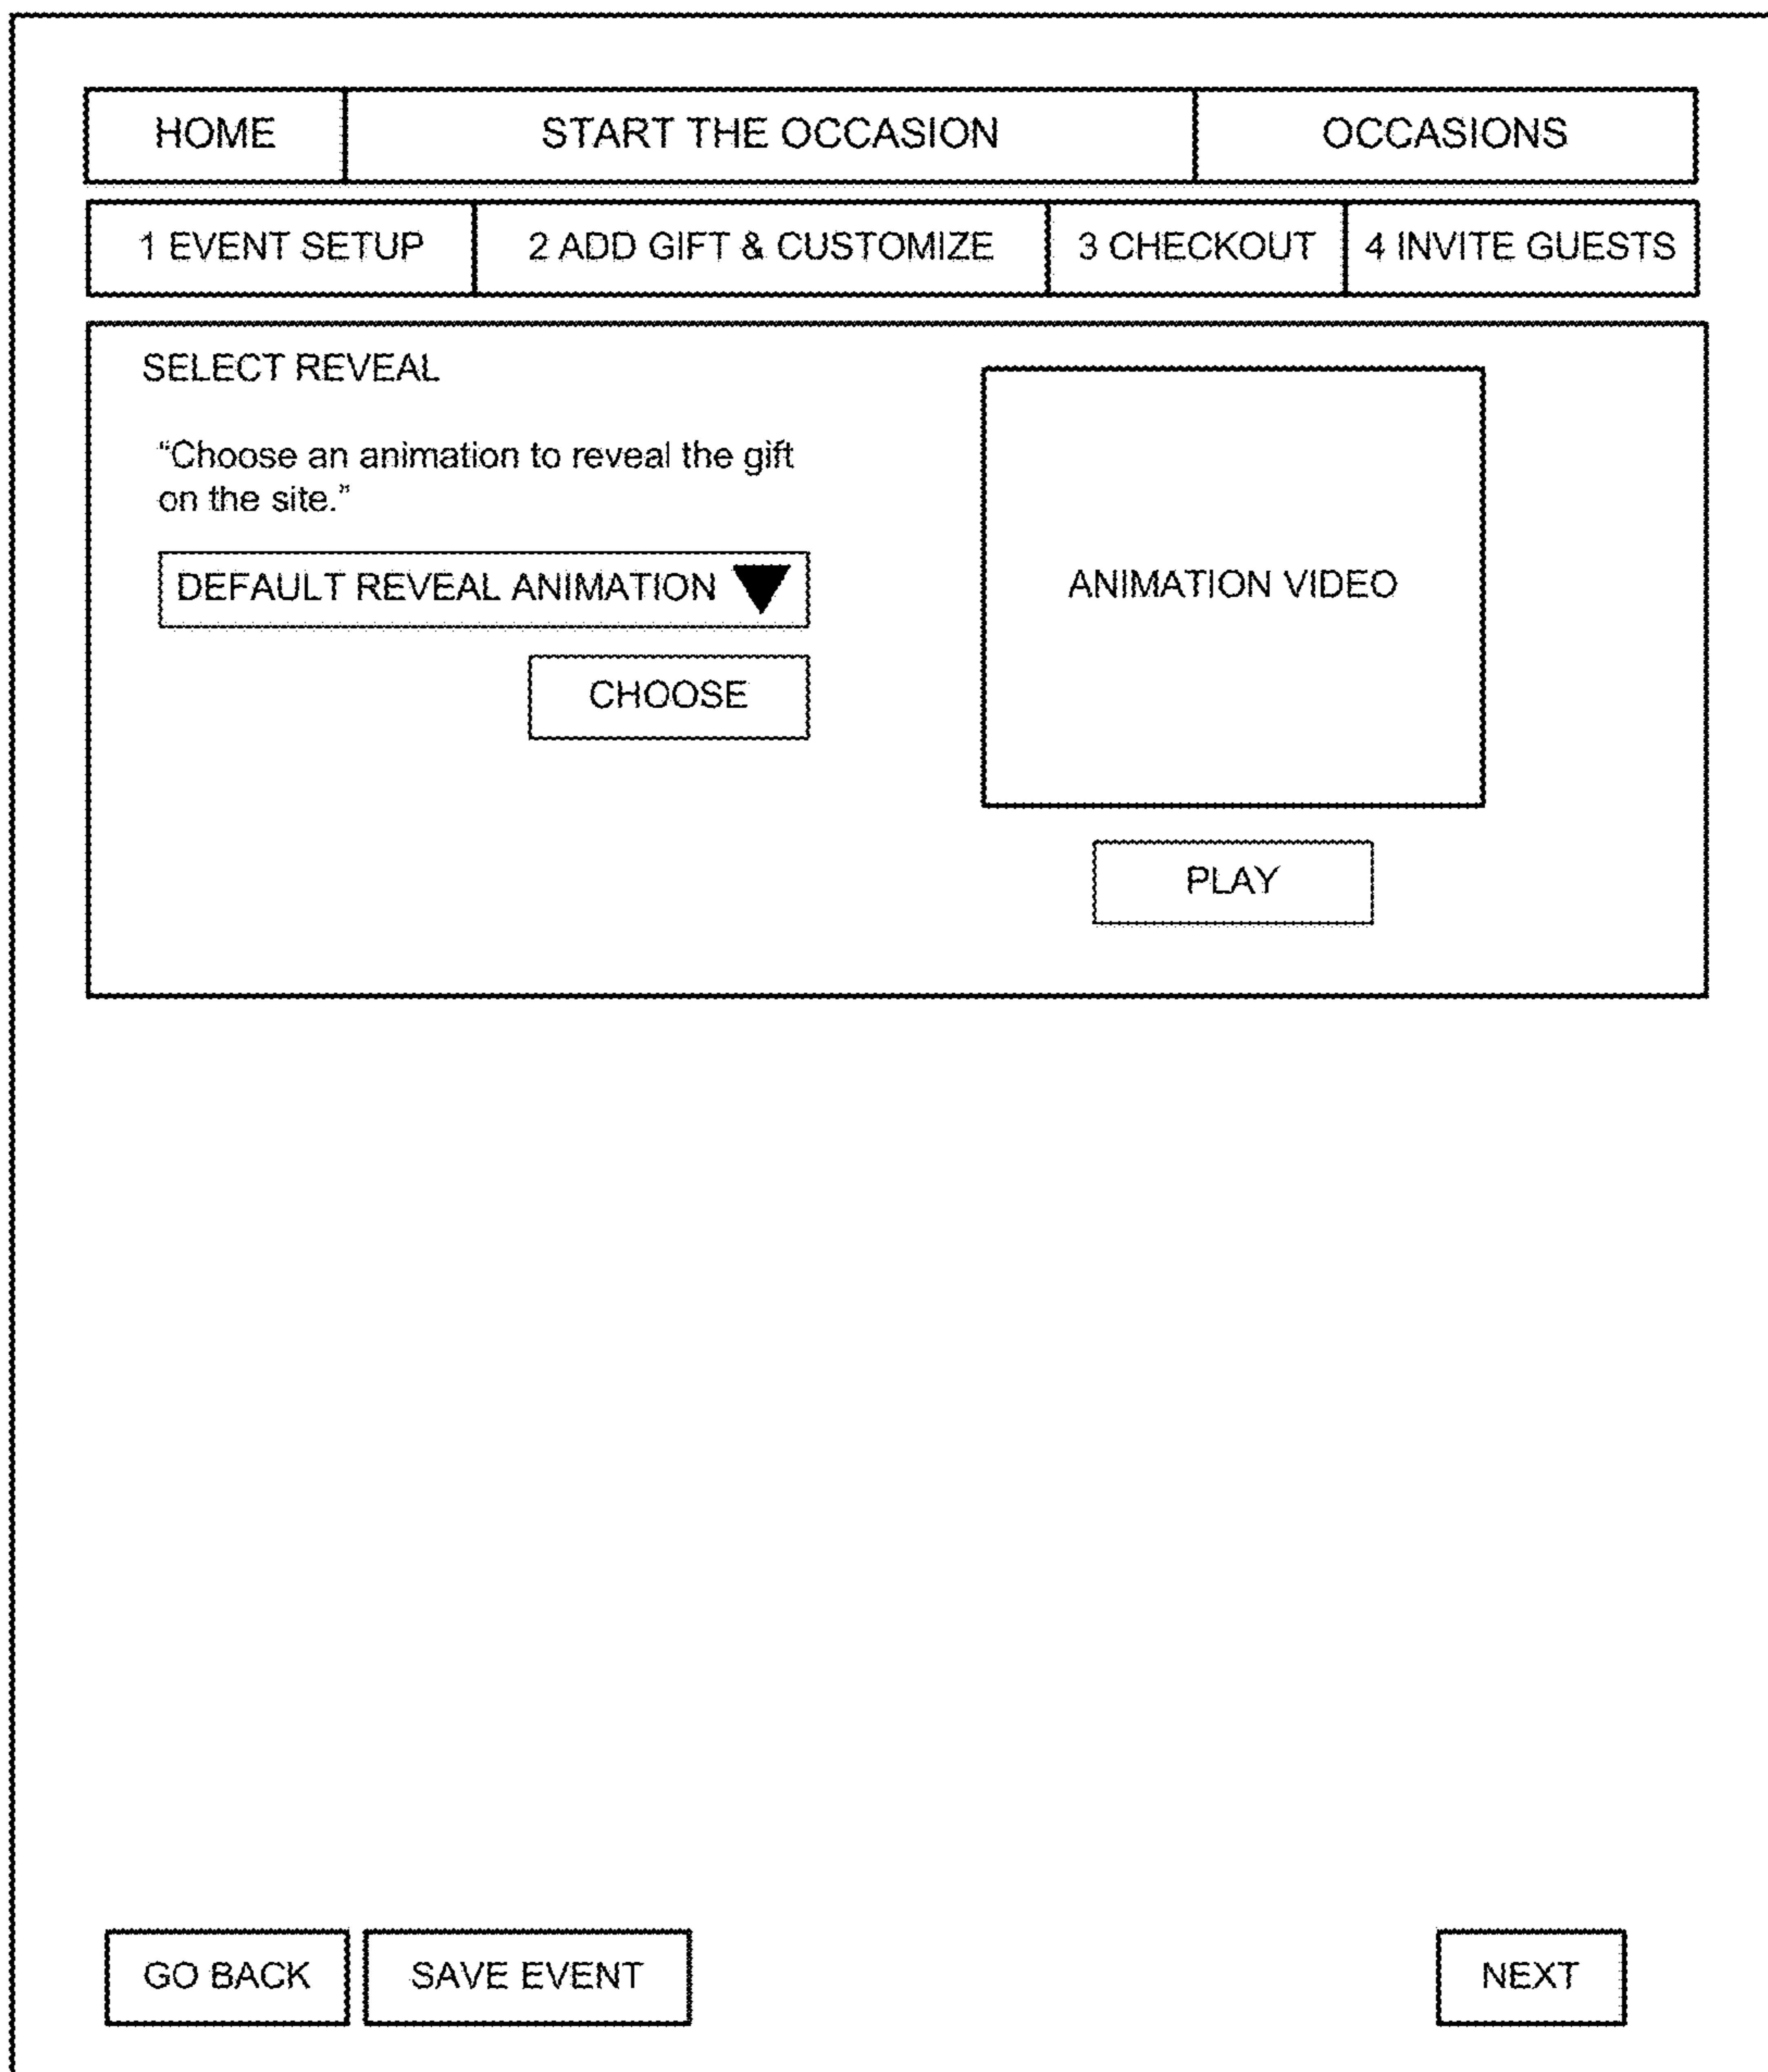 HOME START THE OCCASION OCCASIONS
1 EVENT SETUP 2 ADD GIFT & CUSTOMIZE 3 CHECKOUT 4 INVITE GUESTS
SELECT REVEAL
“Choose an animation to reveal the gift
on the site.”
DEFAULT REVEAL ANIMATION
CHOOSE
ANIMATION VIDEO
PLAY
GO BACK SAVE EVENT NEXT